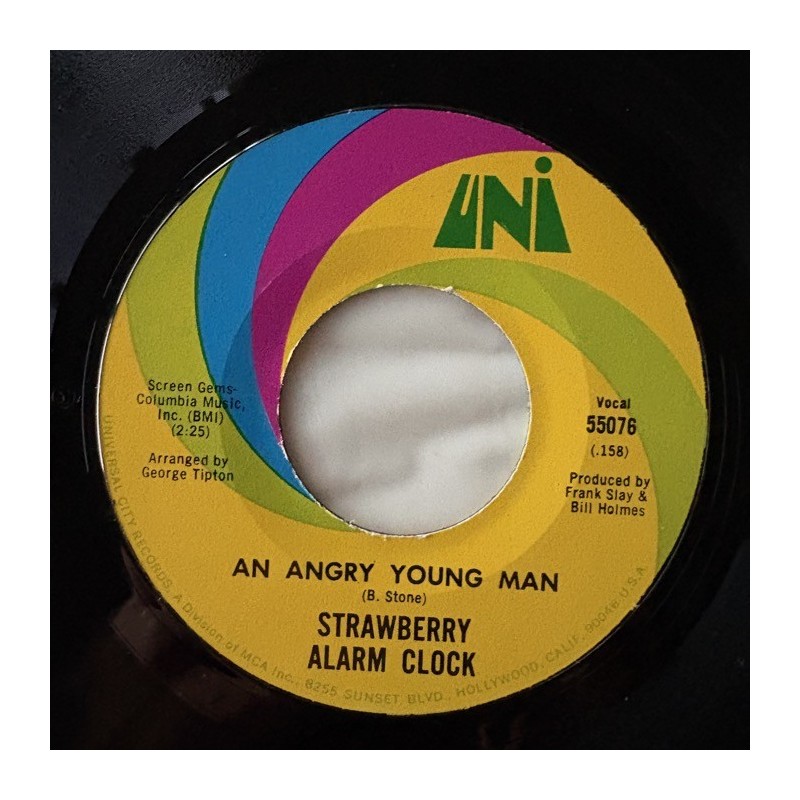 UNI
Screen Gems-
Columbia Music,
Inc. (BMI)
(2:25)
Arranged by
George Tipton
Vocal
55076
(.158)
Produced by
Frank Slay &
Bill Holmes
AN ANGRY YOUNG MAN
(B. Stone)
STRAWBERRY
ALARM CLOCK
UNIVERSAL CITY RECORDS, A Division of MCA Inc., 8255 SUNSET BLVD., HOLLYWOOD, CALIF. 90046 U.S.A